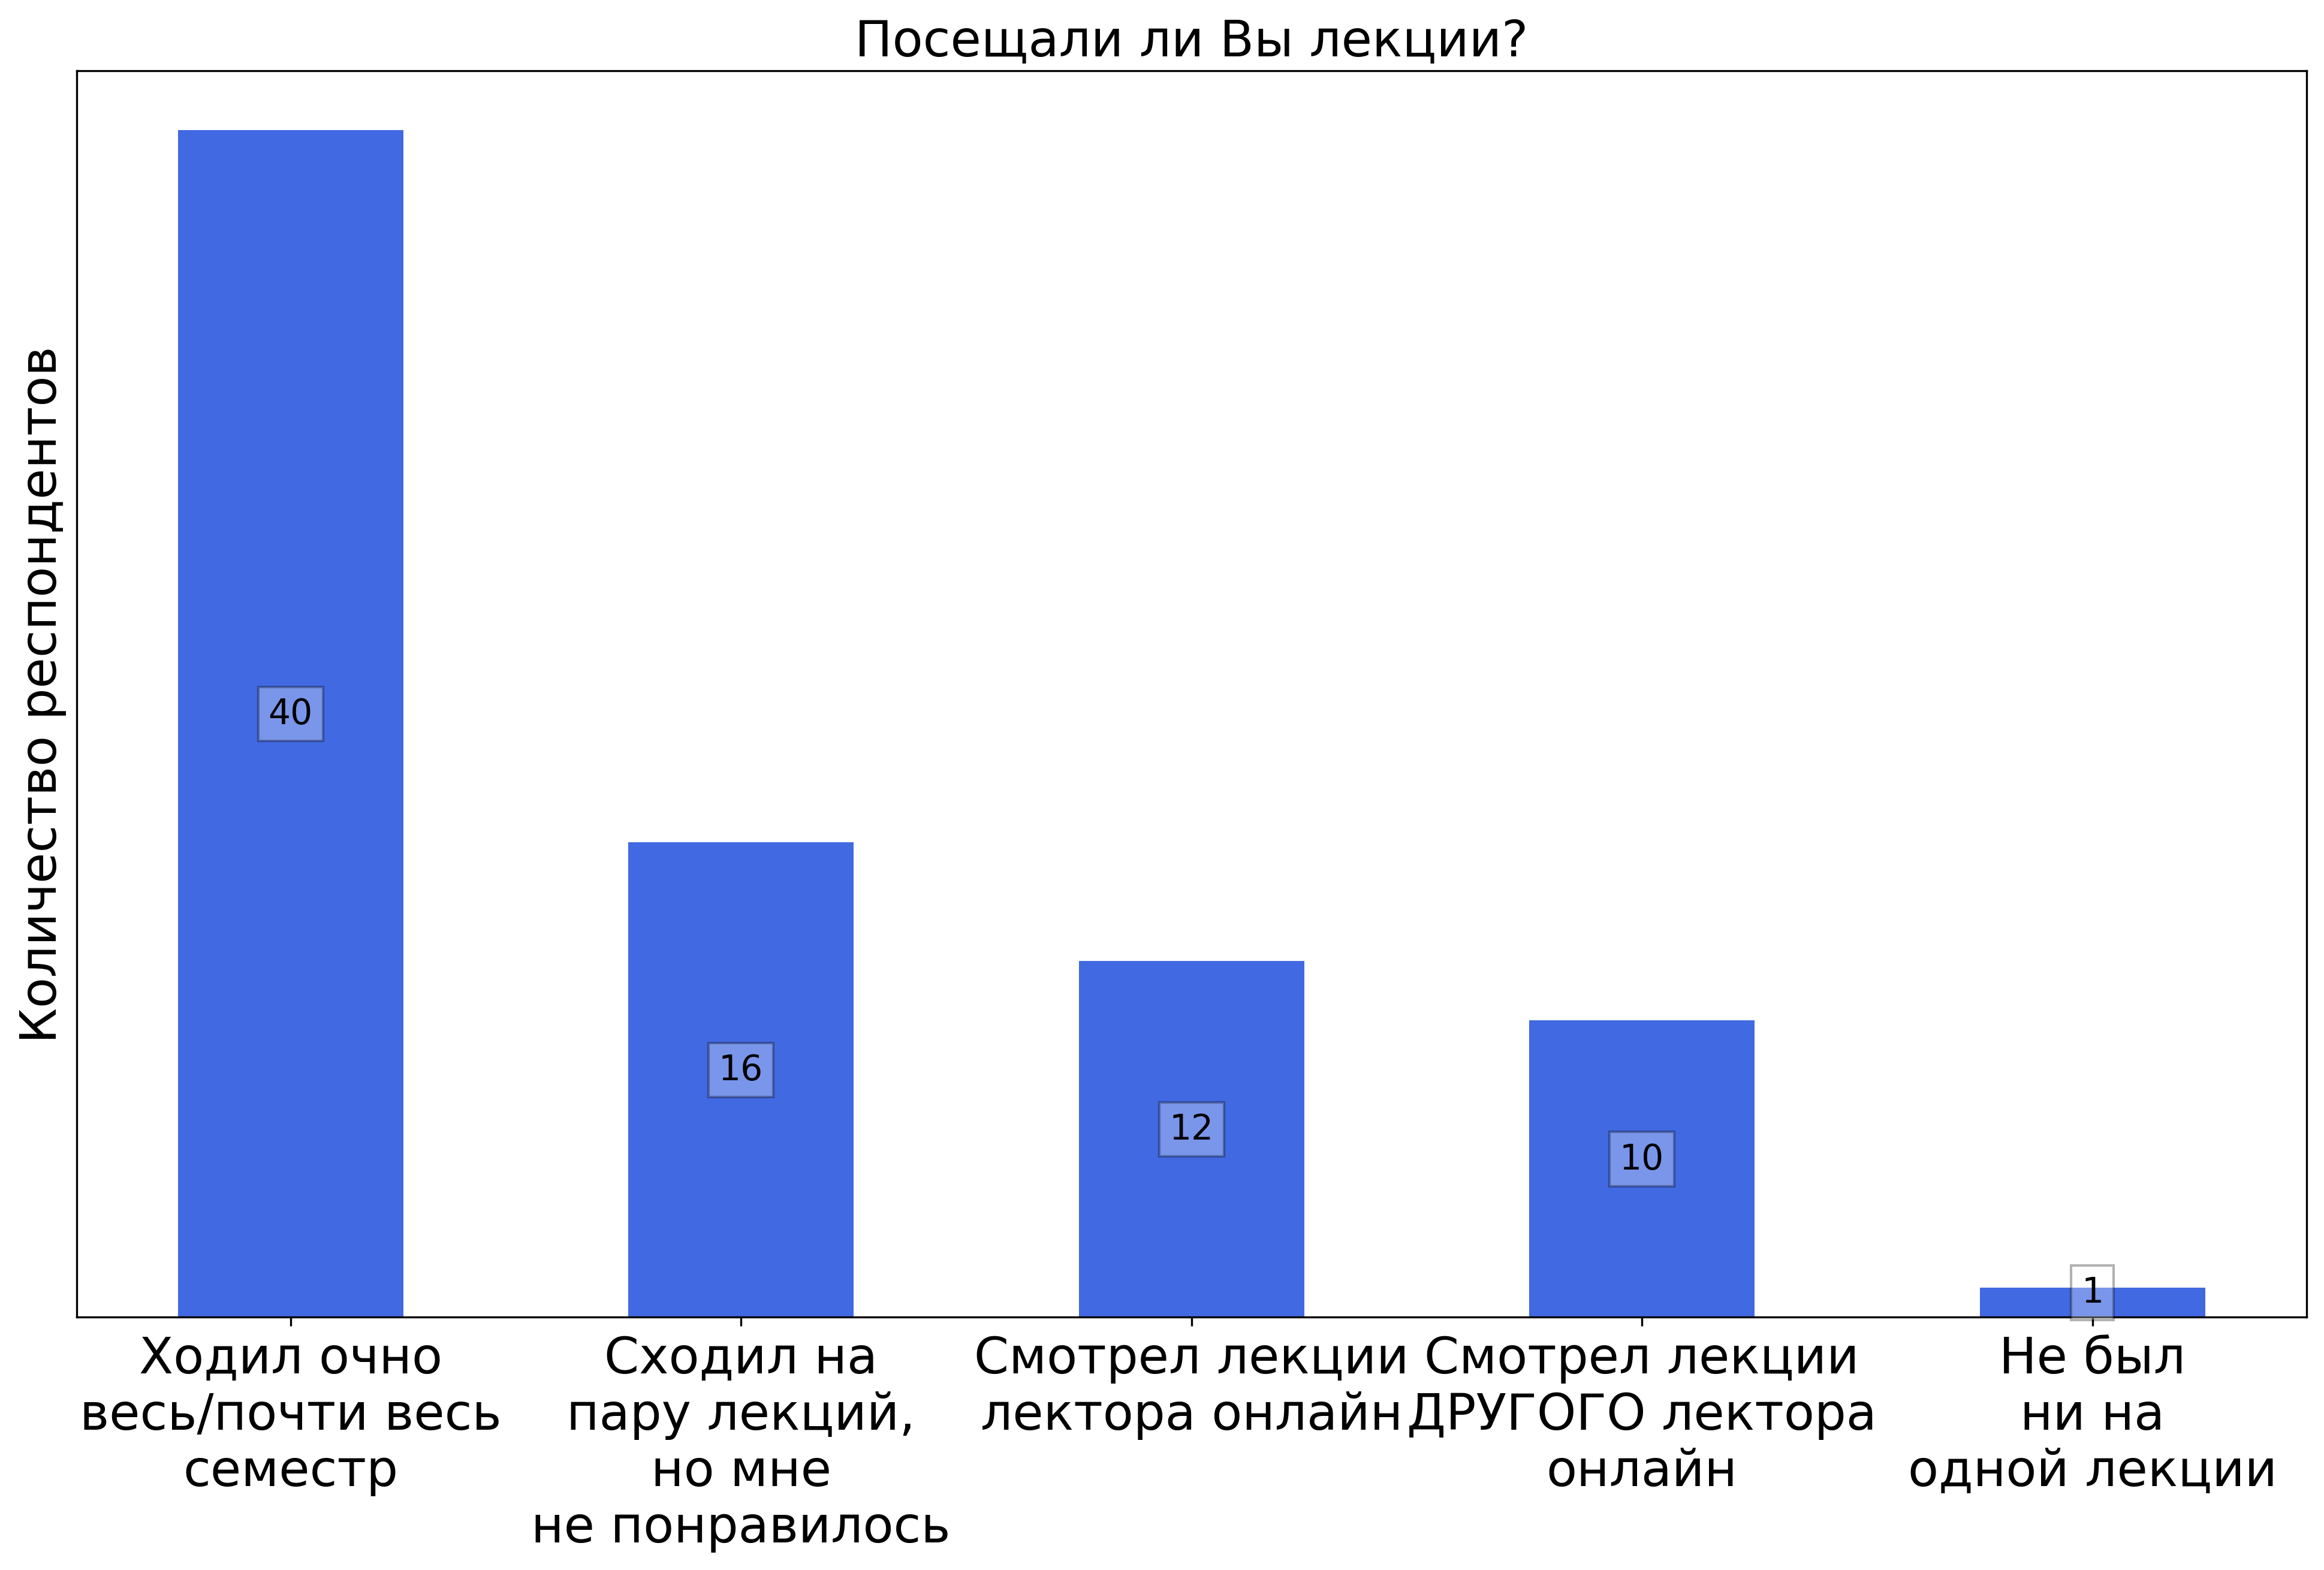 Посещали ли Вы лекции?
Количество респондентов
40
16
12
10
1
Ходил очно
весь/почти весь
семестр
Сходил на
пару лекций,
но мне
не понравилось
Смотрел лекции
лектора онлайн
Смотрел лекции
ДРУГОГО лектора
онлайн
Не был
ни на
одной лекции